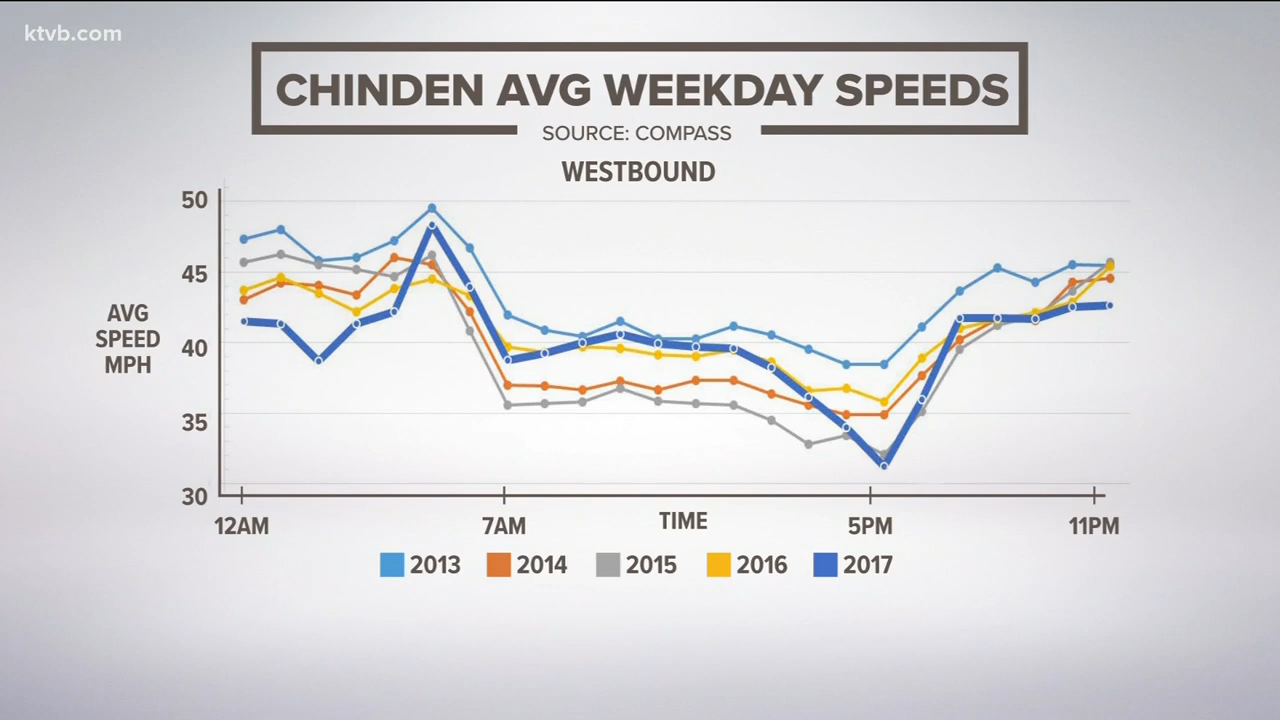 ktvb.com
CHINDEN AVG WEEKDAY SPEEDS
SOURCE: COMPASS
WESTBOUND
50
45
AVG
SPEED
MPH
40
35
30
12AM
7AM
TIME
5PM
11PM
2013
2014
2015
2016
2017